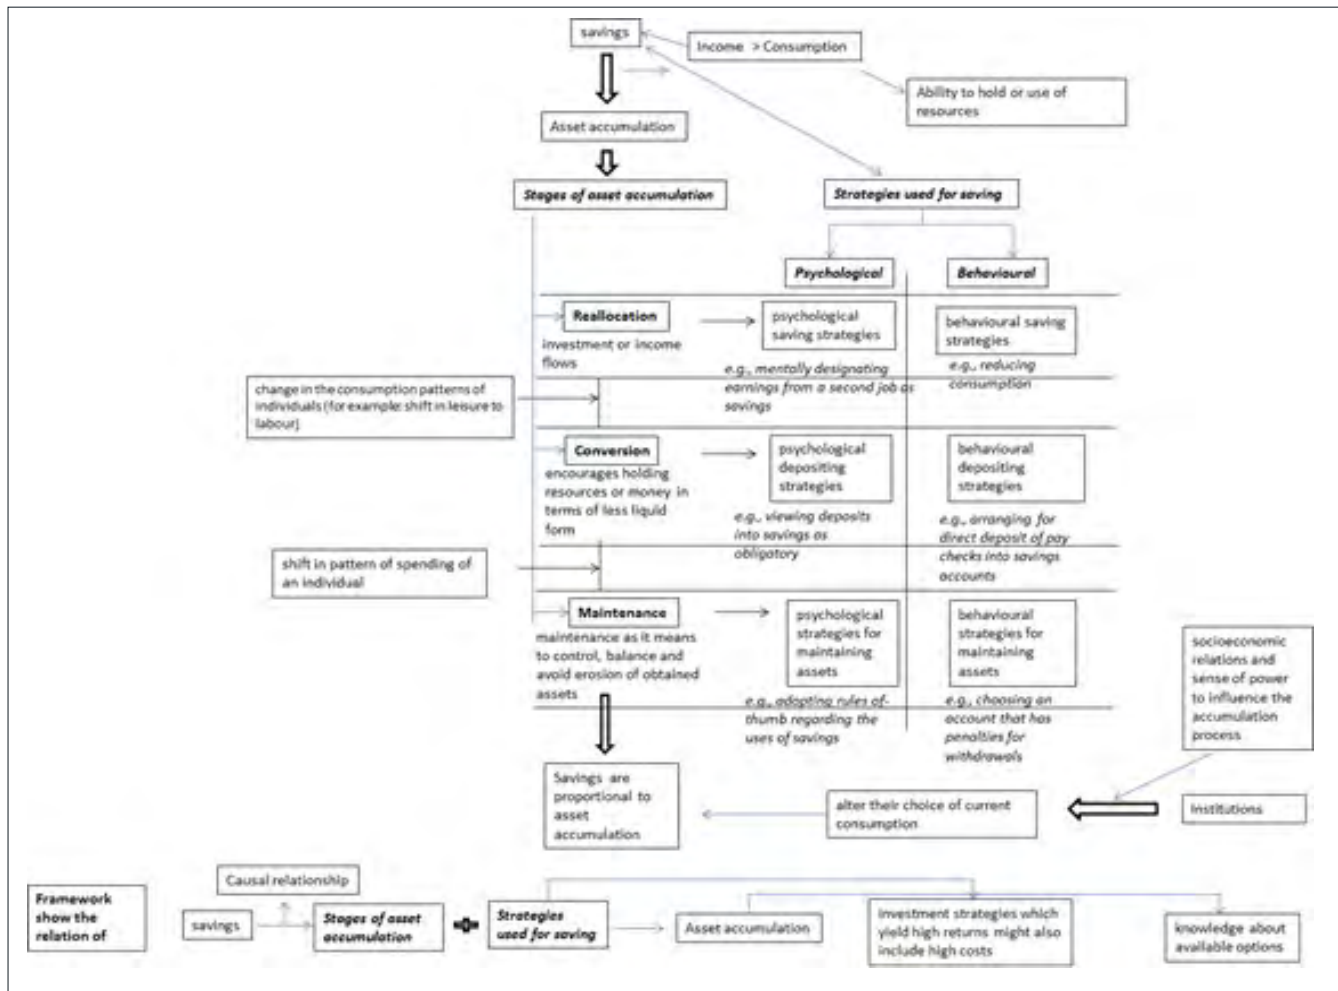 savings
Income > Consumption
Ability to hold or use of
resources
Asset accumulation
Stages of asset accumulation
Strategies used for saving
Psychological
Behavioural
Reallocation
investment or income
flows
psychological
saving strategies
behavioural saving
strategies
e.g., mentally designating
earnings from a second job as
savings
e.g., reducing
consumption
change in the consumption patterns of
individuals (for example: shift in leisure to
labour)
Conversion
encourages holding
resources or money in
terms of less liquid
form
psychological
depositing
strategies
behavioural
depositing
strategies
e.g., viewing deposits
into savings as
obligatory
e.g., arranging for
direct deposit of pay
checks into savings
accounts
shift in pattern of spending of
an individual
Maintenance
maintenance as it means
to control, balance and
avoid erosion of obtained
assets
psychological
strategies for
maintaining
assets
behavioural
strategies for
maintaining
assets
e.g., adopting rules of-
thumb regarding the
uses of savings
e.g., choosing an
account that has
penalties for
withdrawals
socioeconomic
relations and
sense of power
to influence the
accumulation
process
Savings are
proportional to
asset
accumulation
alter their choice of current
consumption
Institutions
Framework
show the
relation of
Causal relationship
savings
Stages of asset
accumulation
Strategies
used for saving
Asset accumulation
Investment strategies which
yield high returns might also
include high costs
knowledge about
available options